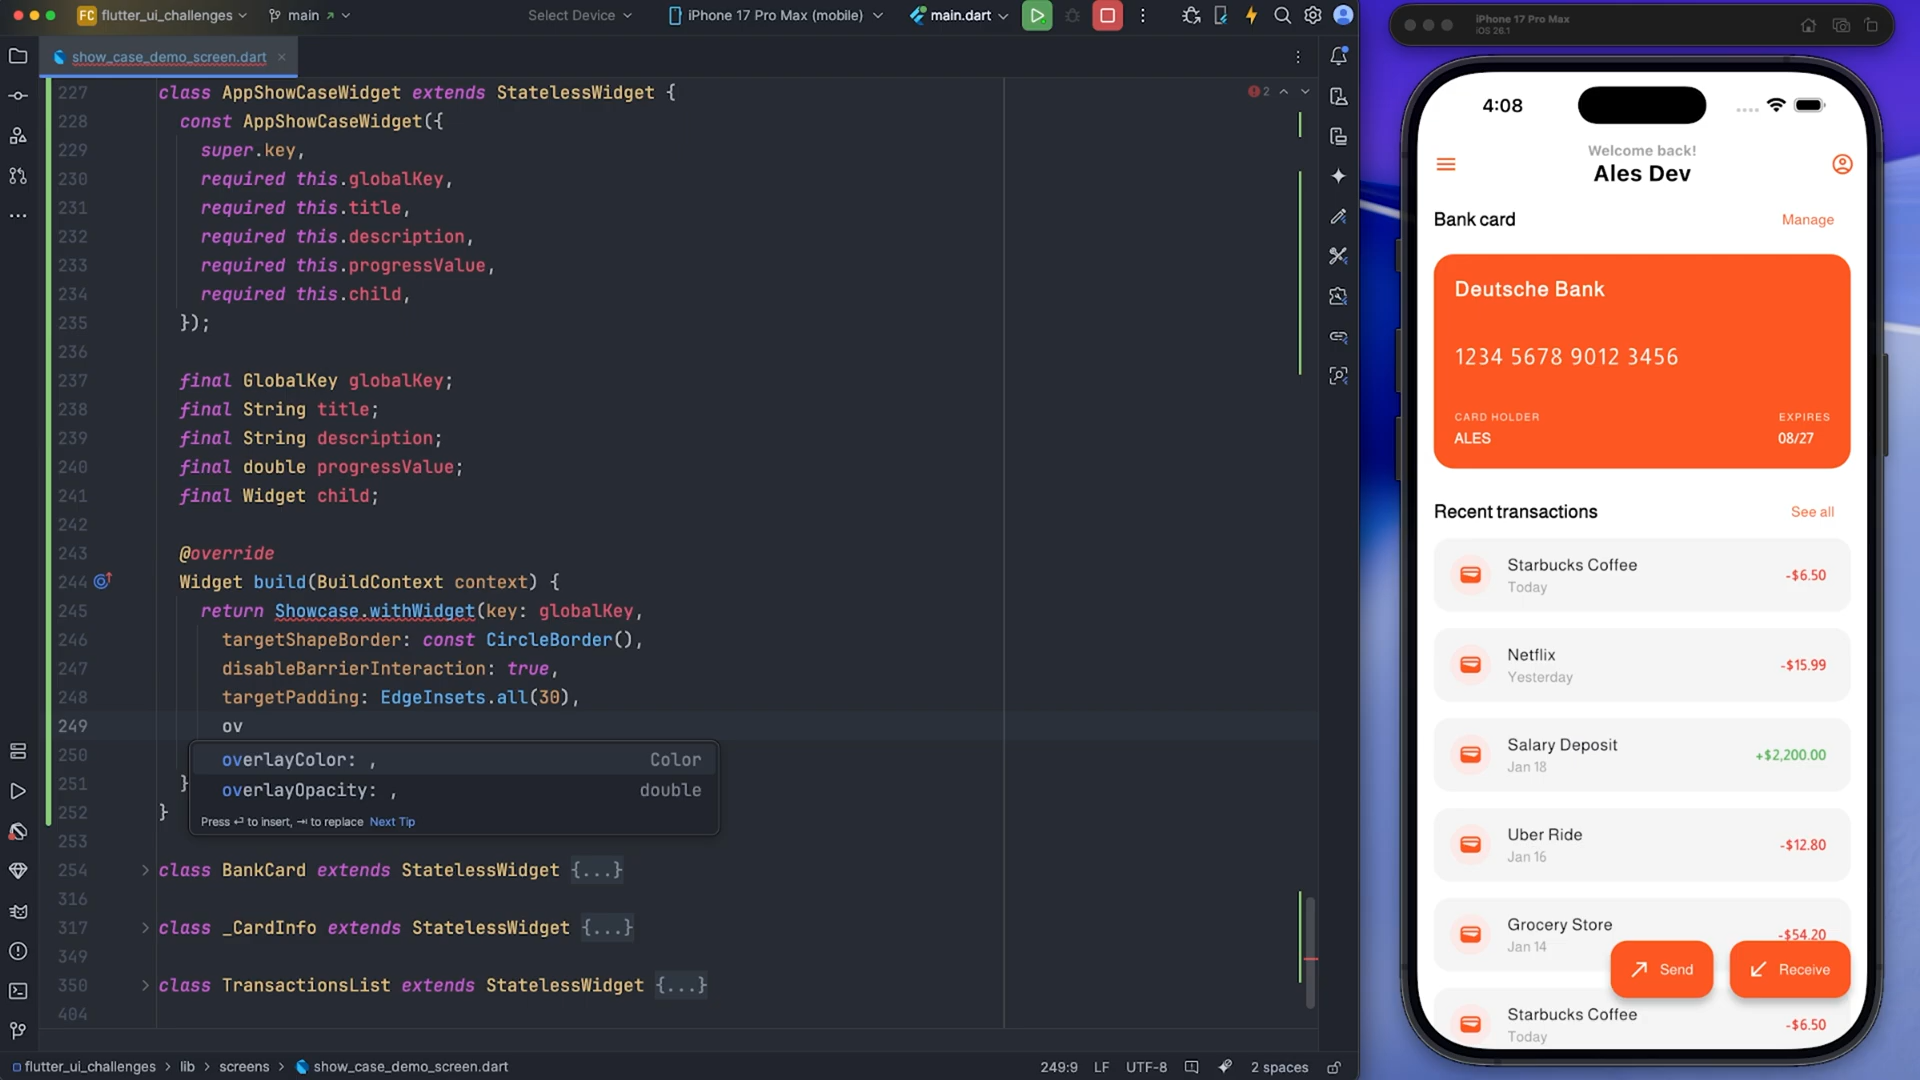 FC flutter_ui_challenges
main
Select Device
iPhone 17 Pro Max (mobile)
main.dart
show_case_demo_screen.dart
2
227 class AppShowCaseWidget extends StatelessWidget {
228 const AppShowCaseWidget({
229 super.key,
230 required this.globalKey,
231 required this.title,
232 required this.description,
233 required this.progressValue,
234 required this.child,
235 });
236
237 final GlobalKey globalKey;
238 final String title;
239 final String description;
240 final double progressValue;
241 final Widget child;
242
243 @override
244 Widget build(BuildContext context) {
245 return Showcase.withWidget(key: globalKey,
246 targetShapeBorder: const CircleBorder(),
247 disableBarrierInteraction: true,
248 targetPadding: EdgeInsets.all(30),
249 ov
250
overlayColor: , Color
251 }
overlayOpacity: , double
252 }
Press ⏎ to insert, ⇥ to replace Next Tip
253
254 class BankCard extends StatelessWidget {...}
316
317 class _CardInfo extends StatelessWidget {...}
349
350 class TransactionsList extends StatelessWidget {...}
404
flutter_ui_challenges > lib > screens > show_case_demo_screen.dart
249:9 LF UTF-8 2 spaces
iPhone 17 Pro Max
iOS 26.1
4:08
Welcome back!
Ales Dev
Bank card
Manage
Deutsche Bank
1234 5678 9012 3456
CARD HOLDER
EXPIRES
ALES
08/27
Recent transactions
See all
Starbucks Coffee
Today
-$6.50
Netflix
Yesterday
-$15.99
Salary Deposit
Jan 18
+$2,200.00
Uber Ride
Jan 16
-$12.80
Grocery Store
Jan 14
-$54.20
Send
Receive
Starbucks Coffee
Today
-$6.50